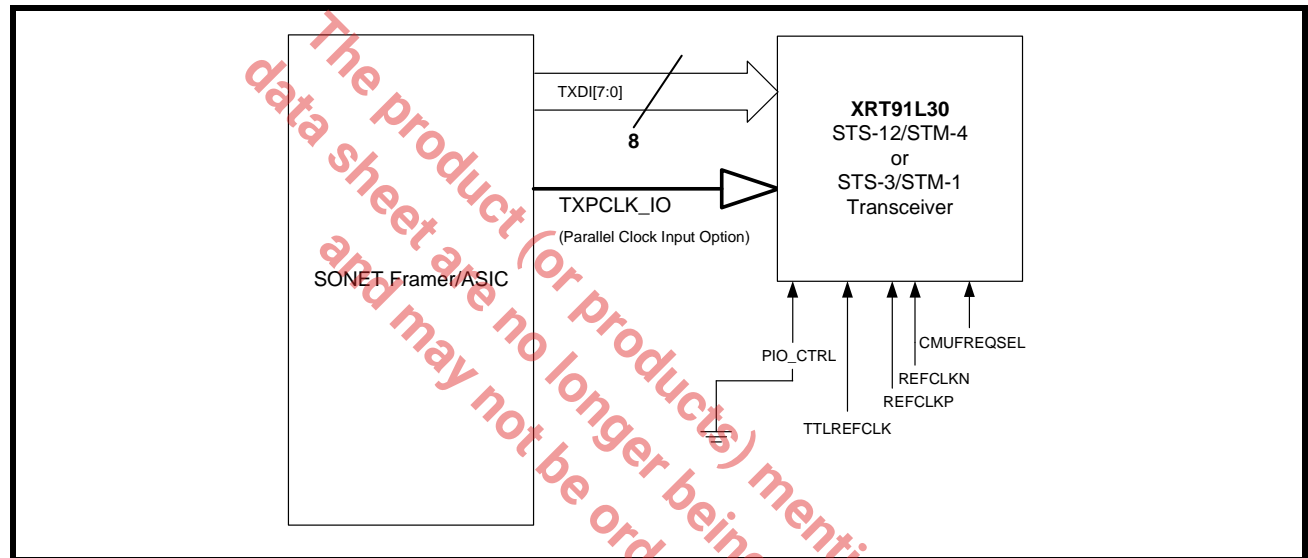 The product (or products) menti
data sheet are no longer being
and may not be ord
TXDI[7:0]
8
TXPCLK_IO
(Parallel Clock Input Option)
SONET Framer/ASIC
XRT91L30
STS-12/STM-4
or
STS-3/STM-1
Transceiver
PIO_CTRL
CMUFREQSEL
REFCLKN
REFCLKP
TTLREFCLK